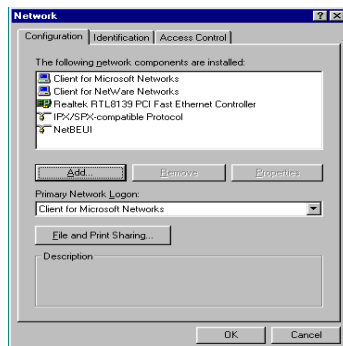 Network
Configuration Identification Access Control
The following network components are installed:
Client for Microsoft Networks
Client for NetWare Networks
Realtek RTL8139 PCI Fast Ethernet Controller
IPX/SPX-compatible Protocol
NetBEUI
Add... Remove Properties
Primary Network Logon:
Client for Microsoft Networks
File and Print Sharing...
Description
OK Cancel